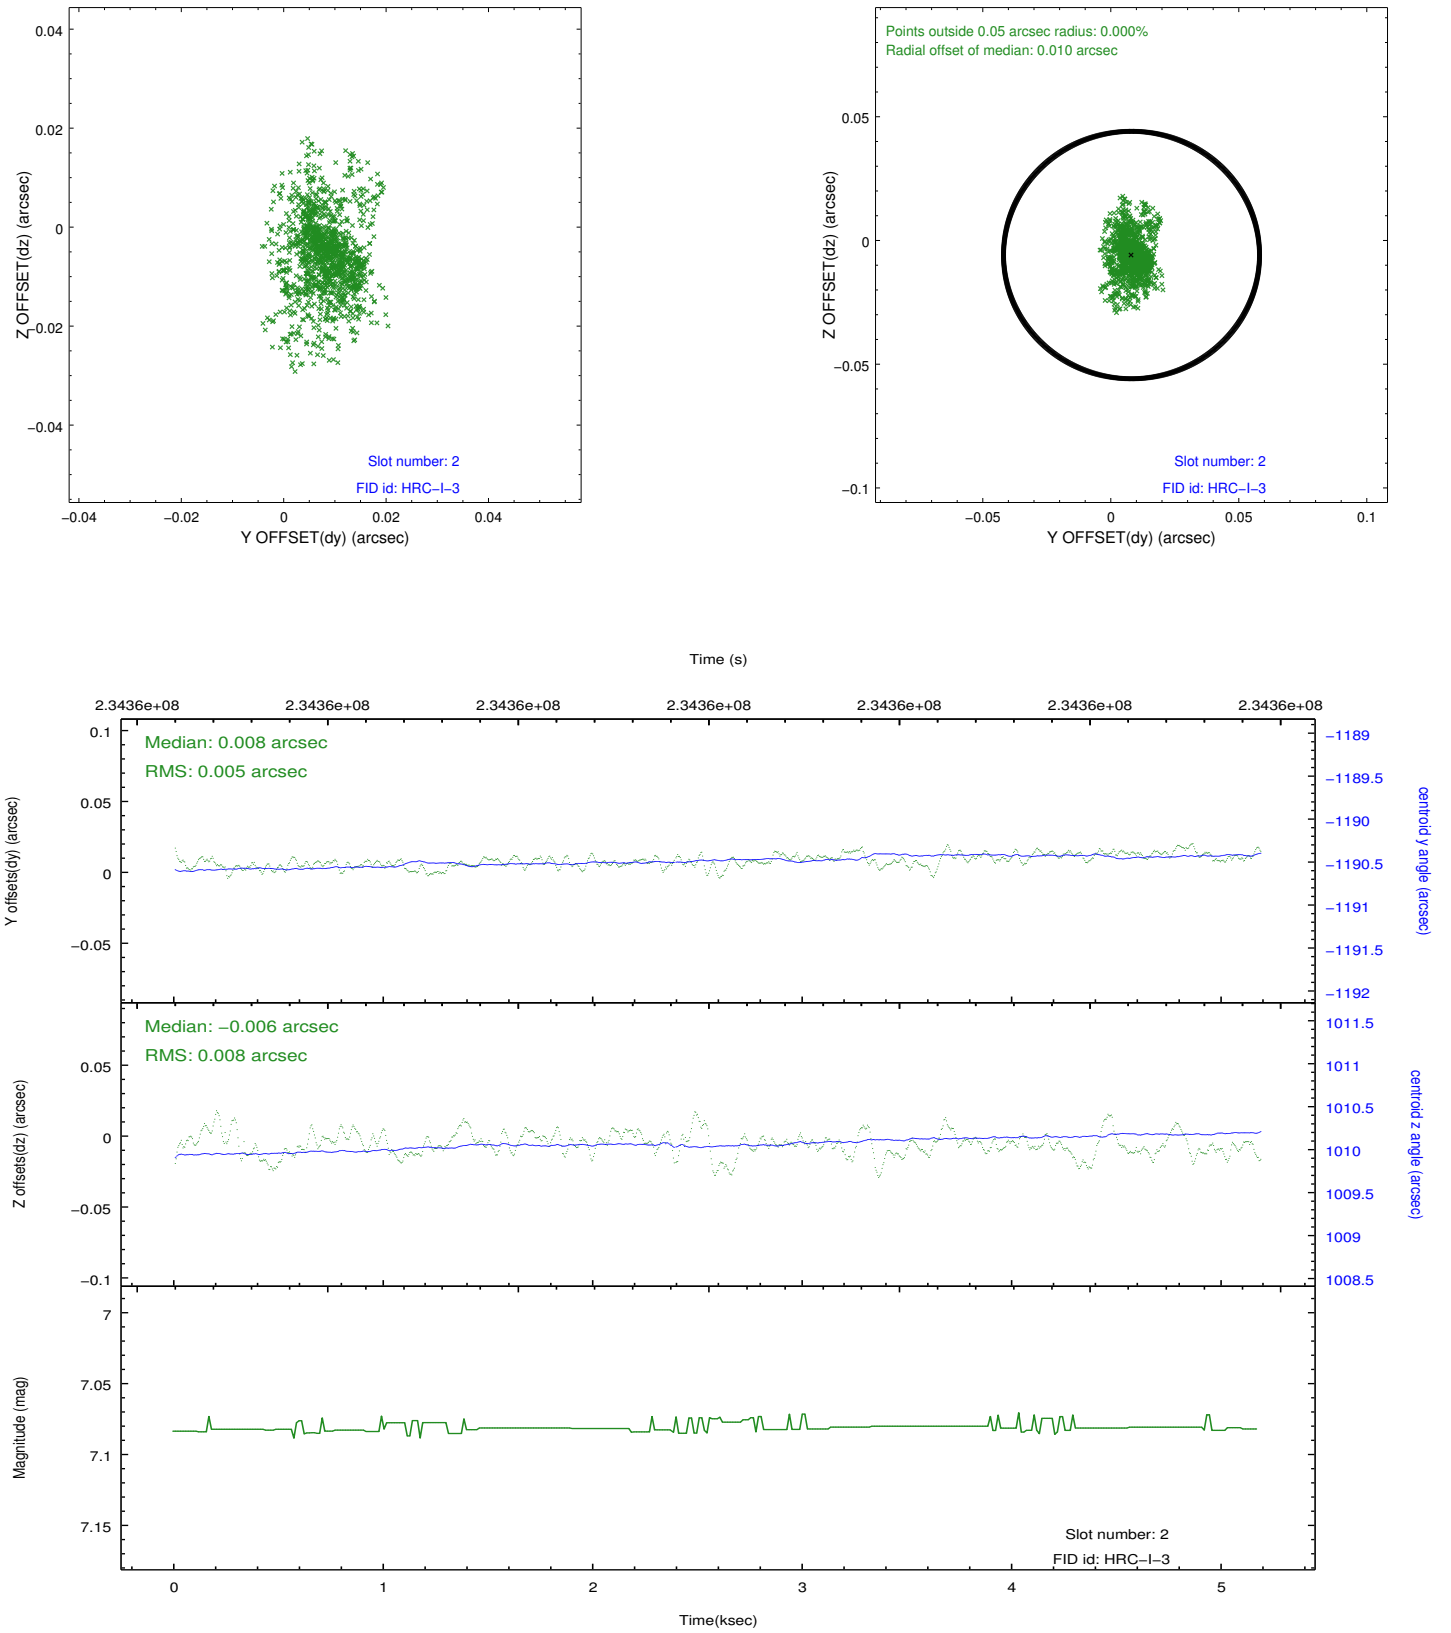 0.04
0.02
0
−0.02
−0.04
Z OFFSET(dz) (arcsec)
Slot number: 2
FID id: HRC−I−3
−0.04
−0.02
0
0.02
0.04
Y OFFSET(dy) (arcsec)
Points outside 0.05 arcsec radius: 0.000%
Radial offset of median: 0.010 arcsec
0.05
0
−0.05
−0.1
Z OFFSET(dz) (arcsec)
Slot number: 2
FID id: HRC−I−3
−0.05
0
0.05
0.1
Y OFFSET(dy) (arcsec)
Time (s)
2.3436e+08
2.3436e+08
2.3436e+08
2.3436e+08
2.3436e+08
2.3436e+08
2.3436e+08
Median: 0.008 arcsec
RMS: 0.005 arcsec
0.1
0.05
0
−0.05
Y offsets(dy) (arcsec)
−1189
−1189.5
−1190
−1190.5
−1191
−1191.5
−1192
centroid y angle (arcsec)
Median: −0.006 arcsec
RMS: 0.008 arcsec
0.05
0
−0.05
−0.1
Z offsets(dz) (arcsec)
1011.5
1011
1010.5
1010
1009.5
1009
1008.5
centroid z angle (arcsec)
7
7.05
7.1
7.15
Magnitude (mag)
Slot number: 2
FID id: HRC−I−3
0
1
2
3
4
5
Time(ksec)